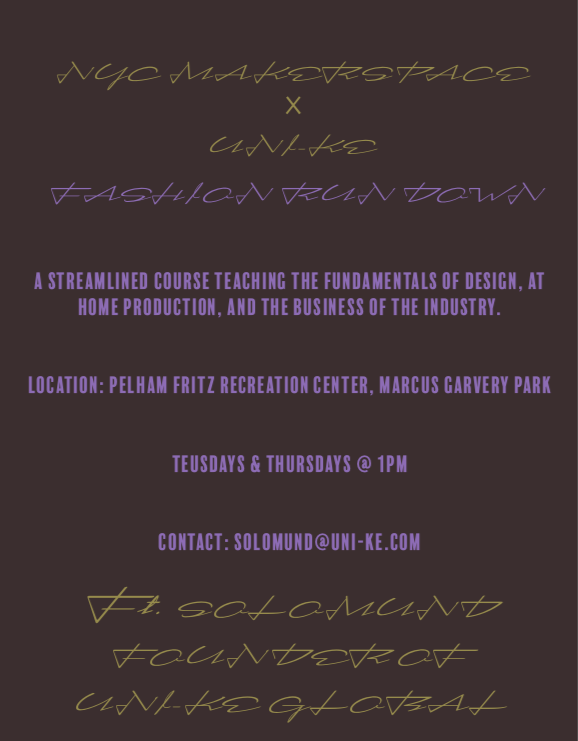 NYC MAKERSPACE
X
UNI-KE
FASHION RUN DOWN
A STREAMLINED COURSE TEACHING THE FUNDAMENTALS OF DESIGN, AT
HOME PRODUCTION, AND THE BUSINESS OF THE INDUSTRY.
LOCATION: PELHAM FRITZ RECREATION CENTER, MARCUS GARVERY PARK
TEUSDAYS & THURSDAYS @ 1PM
CONTACT: SOLOMUND@UNI-KE.COM
Ft. SOLOMUND
FOUNDER OF
UNI-KE GLOBAL